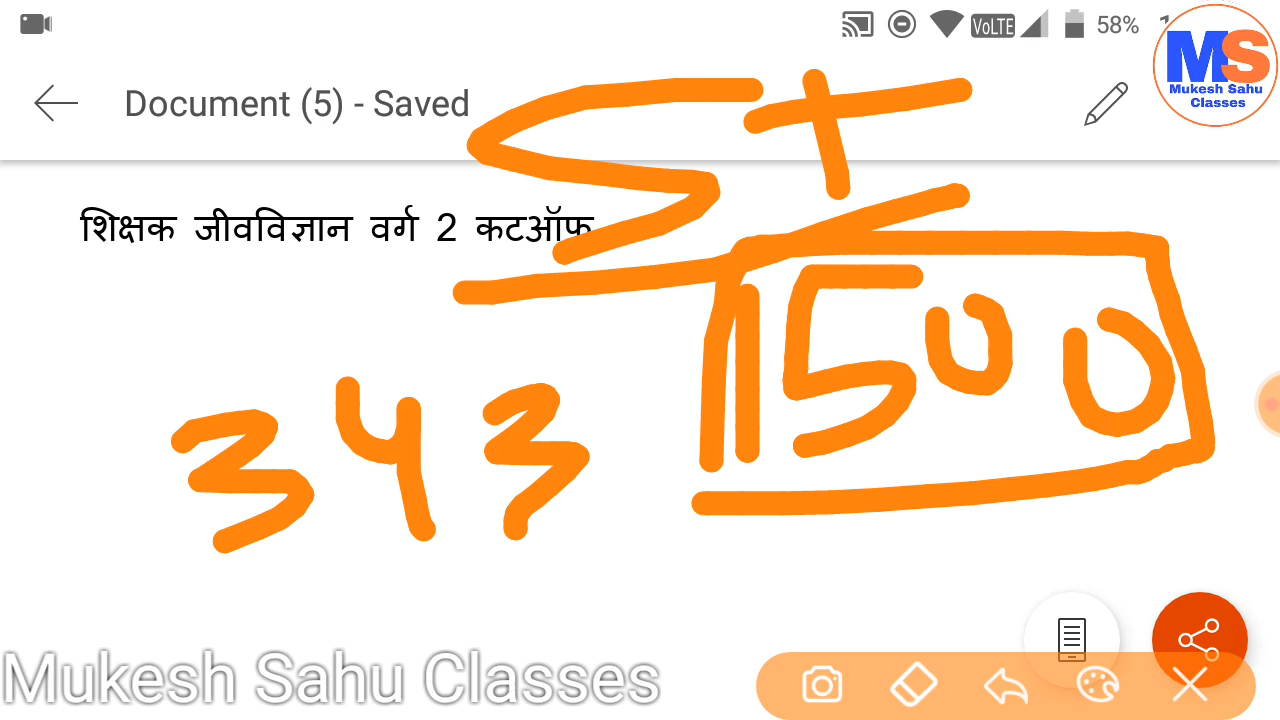 VoLTE 58%
MS
Mukesh Sahu
Classes
Document (5) - Saved
ST
शिक्षक जीवविज्ञान वर्ग 2 कटऑफ
1500
343
Mukesh Sahu Classes